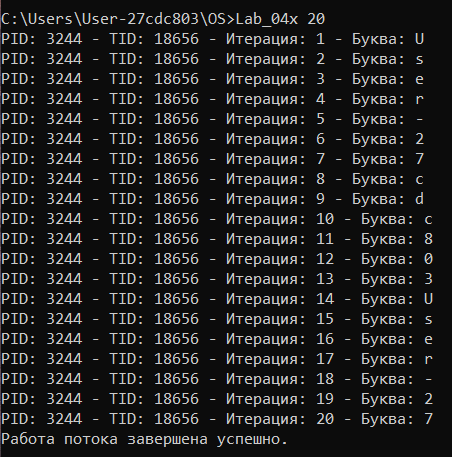 C:\Users\User-27cdc803\OS>Lab_04x 20
PID: 3244 - TID: 18656 - Итерация: 1 - Буква: U
PID: 3244 - TID: 18656 - Итерация: 2 - Буква: s
PID: 3244 - TID: 18656 - Итерация: 3 - Буква: e
PID: 3244 - TID: 18656 - Итерация: 4 - Буква: r
PID: 3244 - TID: 18656 - Итерация: 5 - Буква: -
PID: 3244 - TID: 18656 - Итерация: 6 - Буква: 2
PID: 3244 - TID: 18656 - Итерация: 7 - Буква: 7
PID: 3244 - TID: 18656 - Итерация: 8 - Буква: c
PID: 3244 - TID: 18656 - Итерация: 9 - Буква: d
PID: 3244 - TID: 18656 - Итерация: 10 - Буква: c
PID: 3244 - TID: 18656 - Итерация: 11 - Буква: 8
PID: 3244 - TID: 18656 - Итерация: 12 - Буква: 0
PID: 3244 - TID: 18656 - Итерация: 13 - Буква: 3
PID: 3244 - TID: 18656 - Итерация: 14 - Буква: U
PID: 3244 - TID: 18656 - Итерация: 15 - Буква: s
PID: 3244 - TID: 18656 - Итерация: 16 - Буква: e
PID: 3244 - TID: 18656 - Итерация: 17 - Буква: r
PID: 3244 - TID: 18656 - Итерация: 18 - Буква: -
PID: 3244 - TID: 18656 - Итерация: 19 - Буква: 2
PID: 3244 - TID: 18656 - Итерация: 20 - Буква: 7
Работа потока завершена успешно.